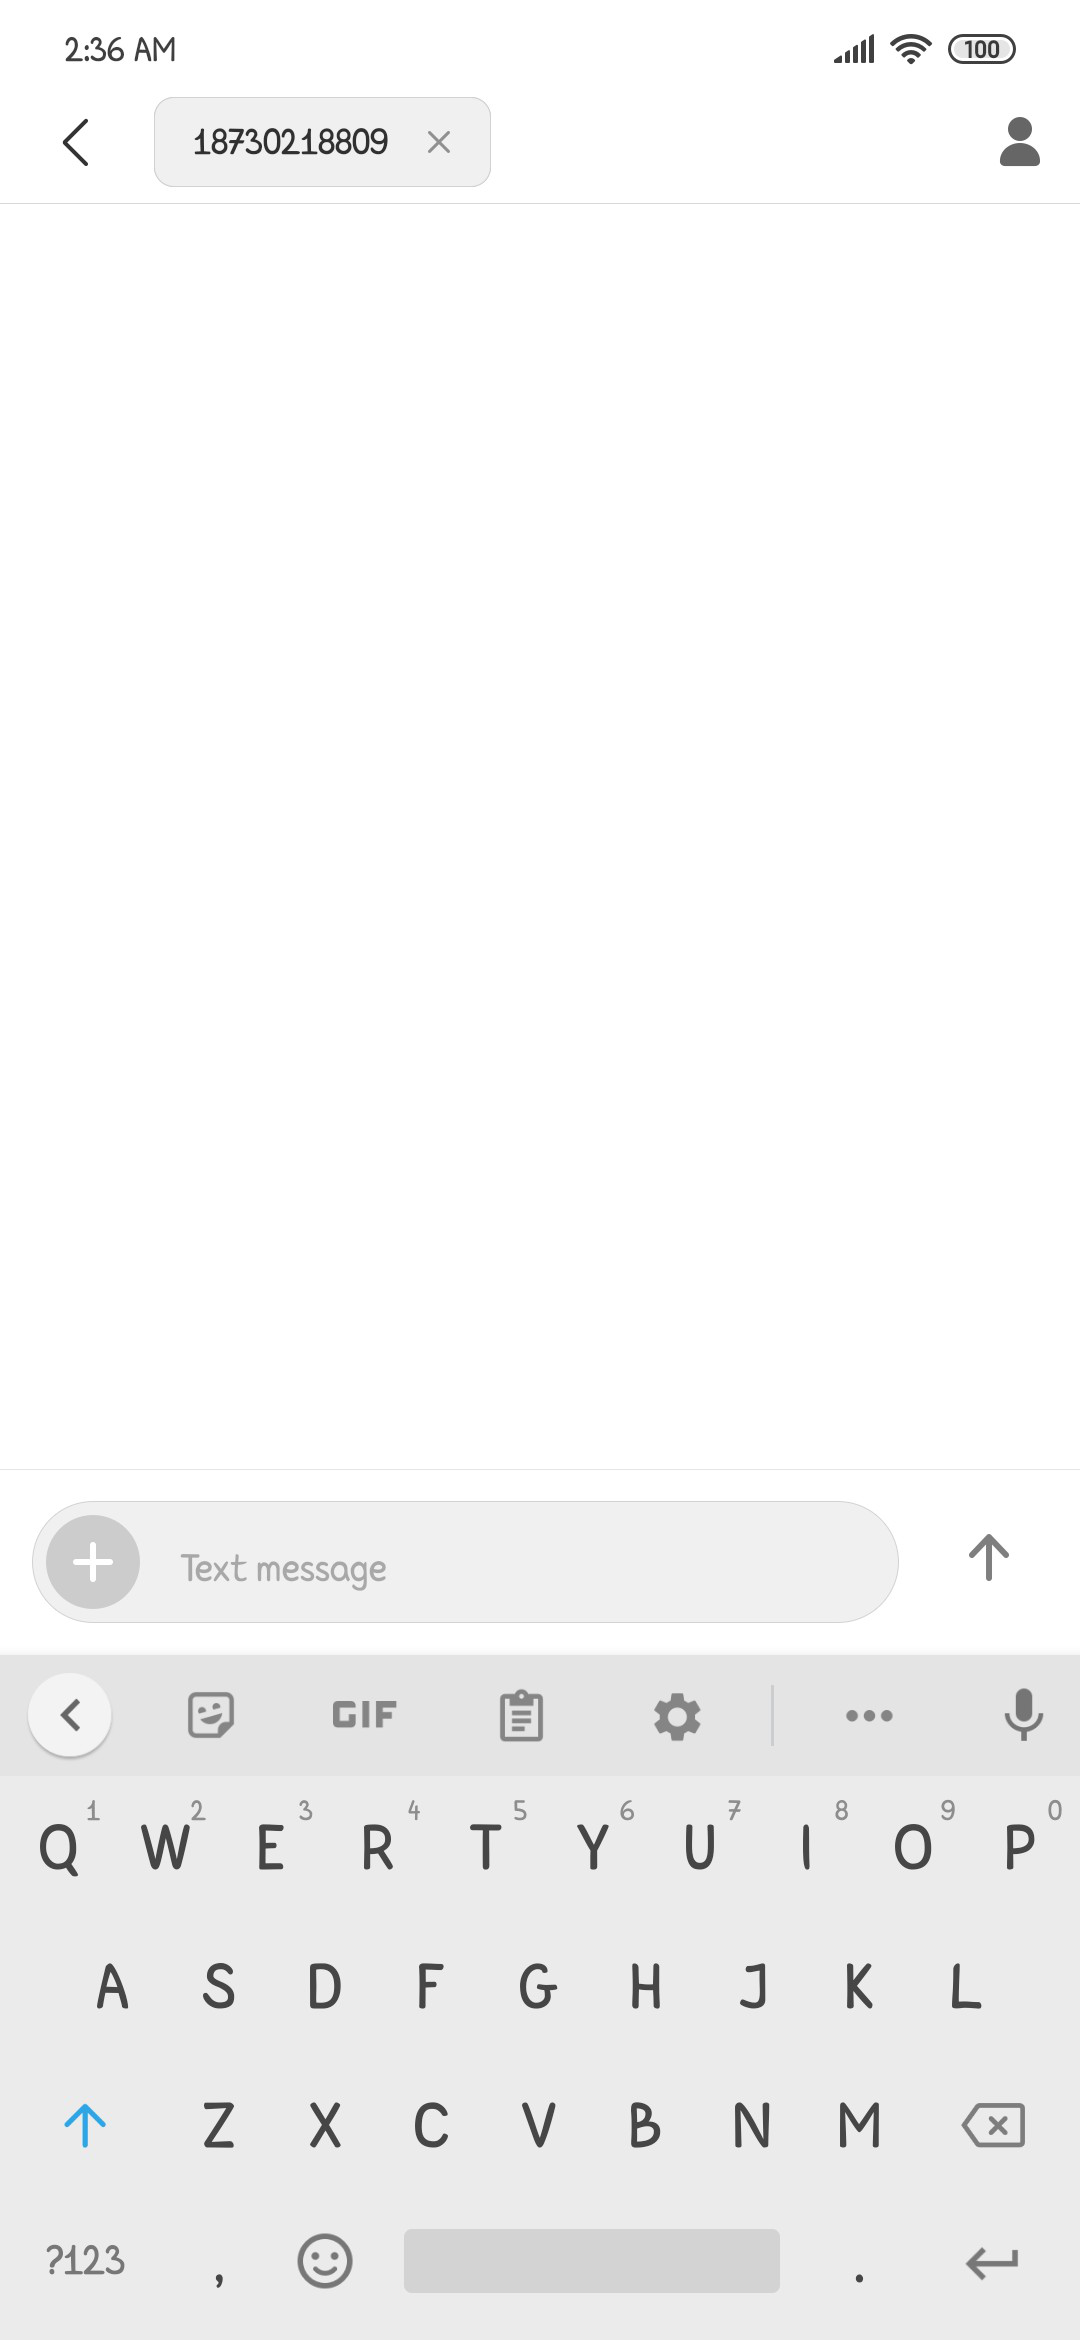 2:36 AM 100
18730218809
Text message
GIF
1 2 3 4 5 6 7 8 9 0
Q W E R T Y U I O P
A S D F G H J K L
Z X C V B N M
?123 , .